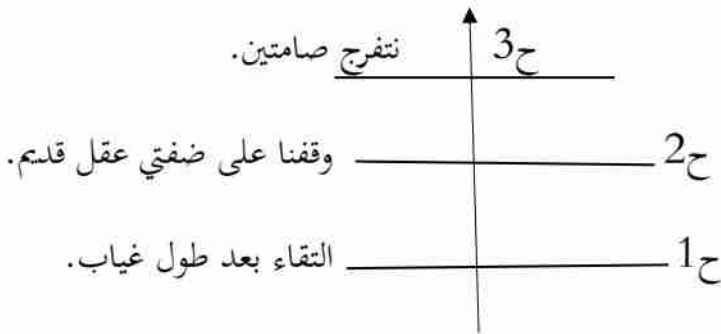 ح3 نتفرج صامتين.
ح2 وقفنا على ضفتي عقل قديم.
ح1 التقاء بعد طول غياب.